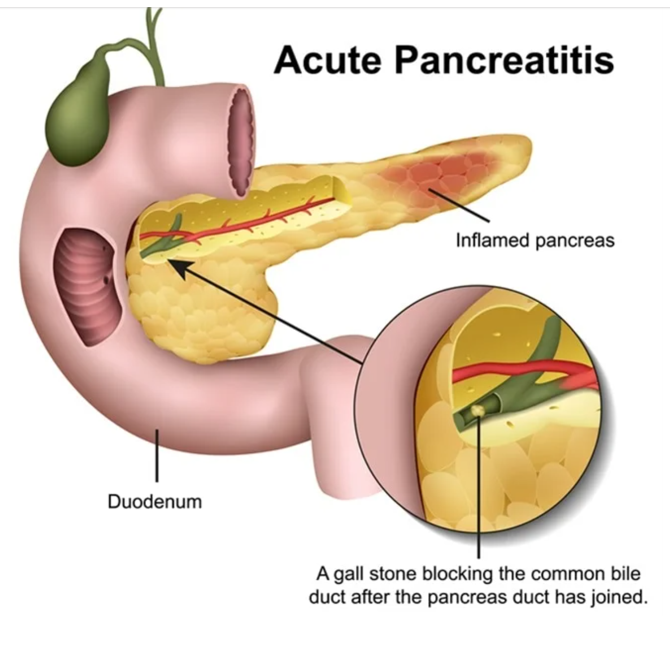 Acute Pancreatitis
Inflamed pancreas
Duodenum
A gall stone blocking the common bile
duct after the pancreas duct has joined.